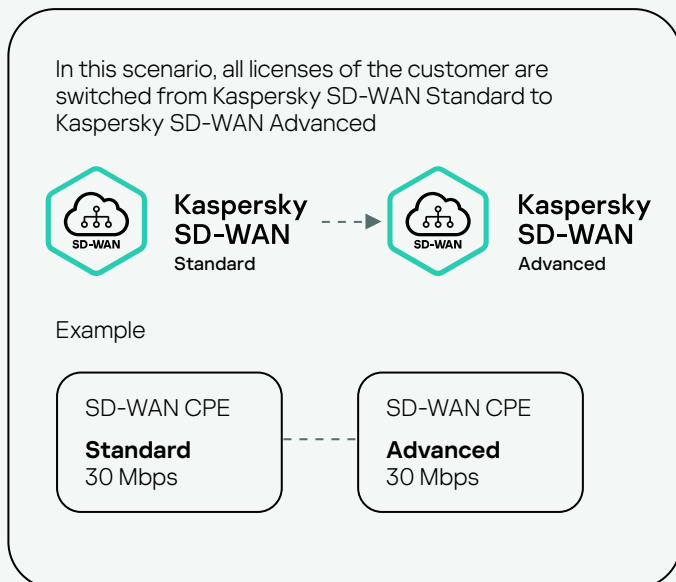 In this scenario, all licenses of the customer are
switched from Kaspersky SD-WAN Standard to
Kaspersky SD-WAN Advanced
SD-WAN
Kaspersky
SD-WAN
Standard
SD-WAN
Kaspersky
SD-WAN
Advanced
Example
SD-WAN CPE
Standard
30 Mbps
SD-WAN CPE
Advanced
30 Mbps